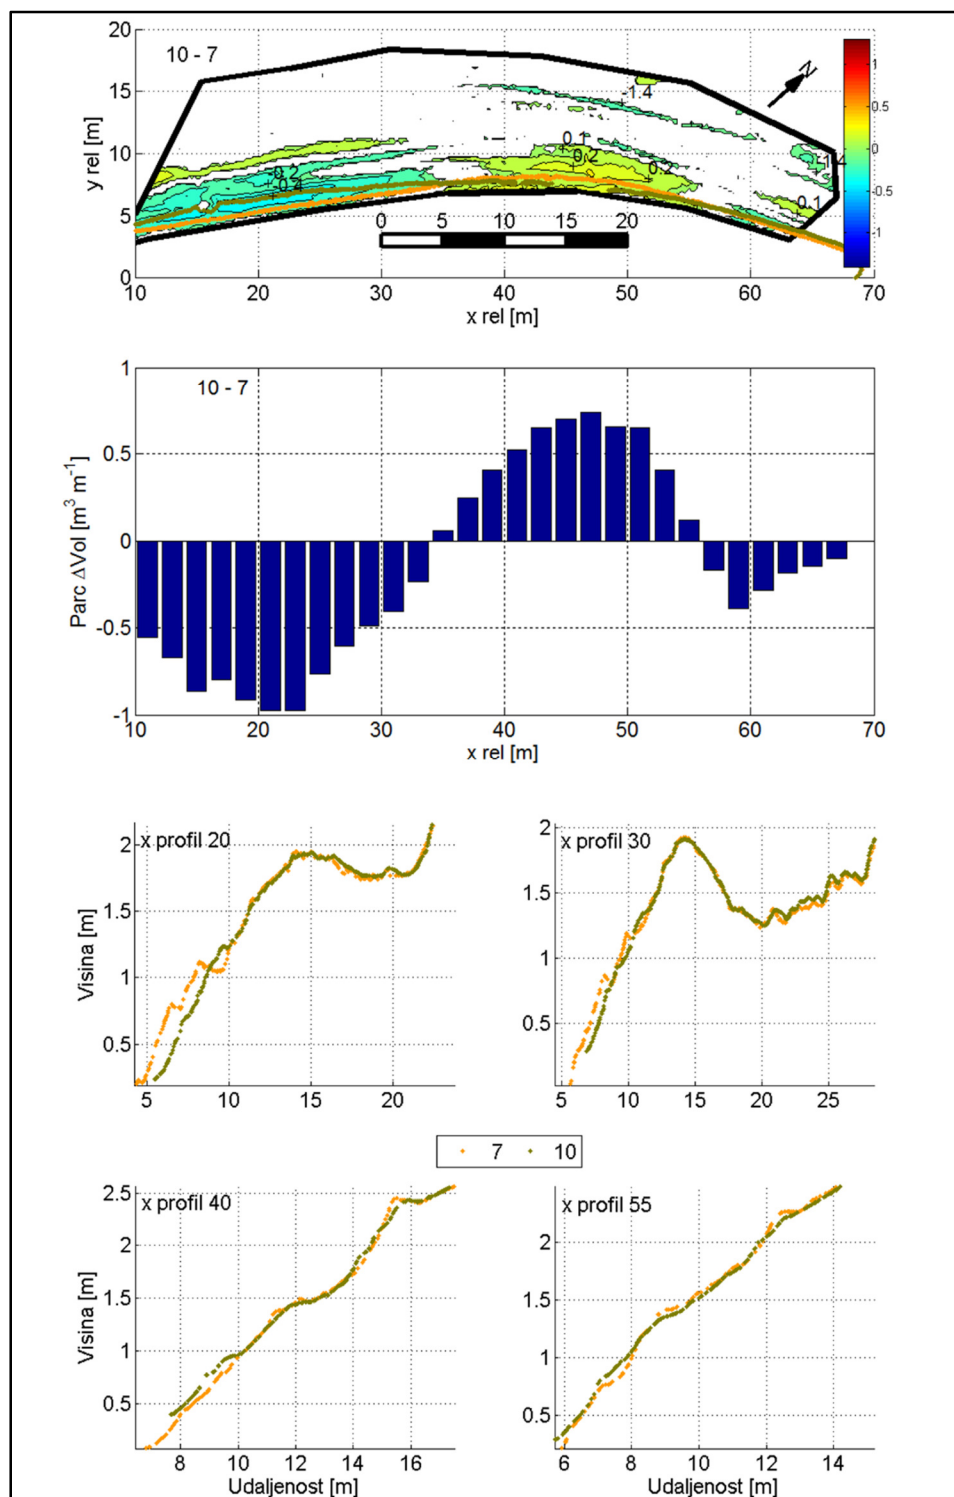 20
15
10
5
0
y rel [m]
10 - 7
-1.4
0.1
0.2
0.2
-0.2
-0.4
0.1
N
1
0.5
0
-0.5
-1
0 5 10 15 20
10 20 30 40 50 60 70
x rel [m]
1
0.5
0
-0.5
-1
Parc ΔVol [m³ m⁻¹]
10 - 7
10 20 30 40 50 60 70
x rel [m]
x profil 20
2
1.5
1
0.5
Visina [m]
5 10 15 20
x profil 30
2
1.5
1
0.5
5 10 15 20 25
7 10
x profil 40
2.5
2
1.5
1
0.5
Visina [m]
8 10 12 14 16
Udaljenost [m]
x profil 55
2
1.5
1
0.5
6 8 10 12 14
Udaljenost [m]